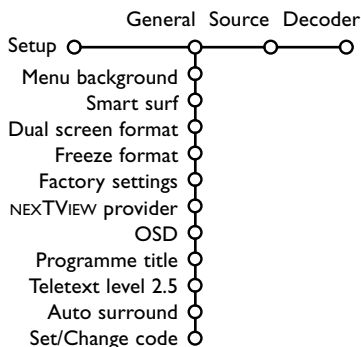 General Source Decoder
Setup
Menu background
Smart surf
Dual screen format
Freeze format
Factory settings
NEXTVIEW provider
OSD
Programme title
Teletext level 2.5
Auto surround
Set/Change code